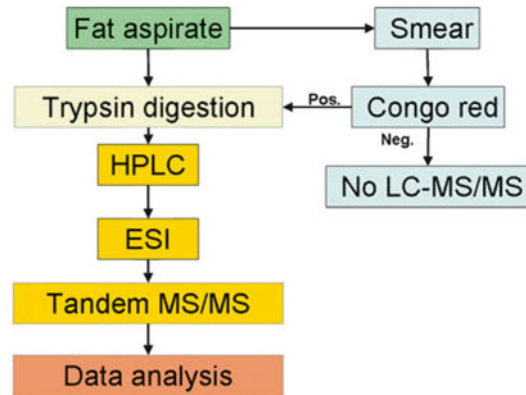 Fat aspirate
Smear
Trypsin digestion
Pos.
Congo red
Neg.
HPLC
No LC-MS/MS
ESI
Tandem MS/MS
Data analysis